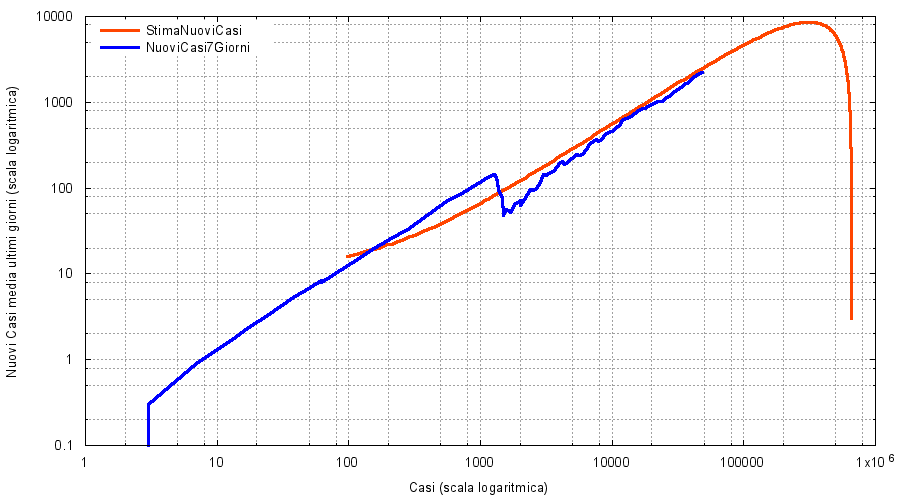 10000
1000
100
10
1
0.1
Nuovi Casi media ultimi giorni (scala logaritmica)
StimaNuoviCasi
NuoviCasi7Giorni
1 10 100 1000 10000 100000 1x10 6
Casi (scala logaritmica)